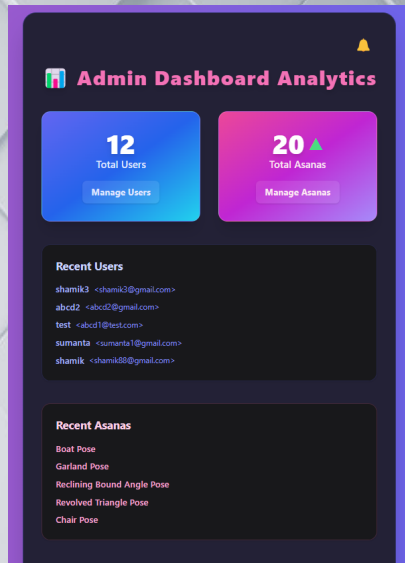 Admin Dashboard Analytics
12
Total Users
Manage Users
20
Total Asanas
Manage Asanas
Recent Users
shamik3 <shamik3@gmail.com>
abcd2 <abcd2@gmail.com>
test <abcd1@test.com>
sumanta <sumanta1@gmail.com>
shamik <shamik88@gmail.com>
Recent Asanas
Boat Pose
Garland Pose
Reclining Bound Angle Pose
Revolved Triangle Pose
Chair Pose